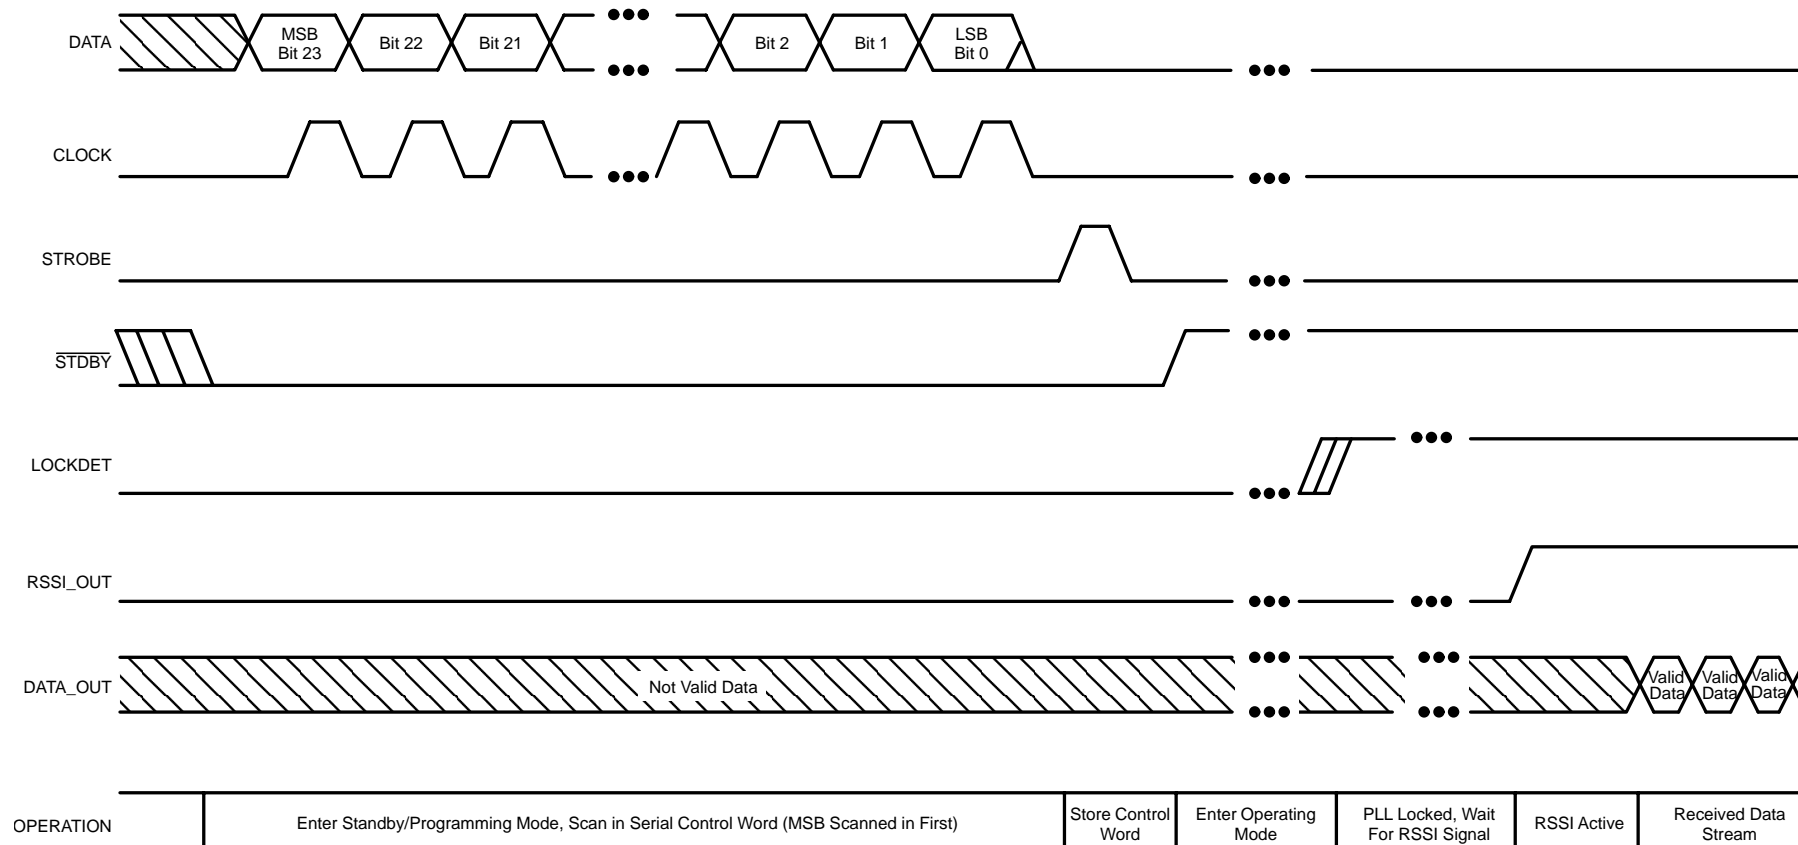 DATA
MSB
Bit 23
Bit 22
Bit 21
Bit 2
Bit 1
LSB
Bit 0
CLOCK
STROBE
STDBY
LOCKDET
RSSI_OUT
DATA_OUT
Not Valid Data
Valid
Data
Valid
Data
Valid
Data
OPERATION
Enter Standby/Programming Mode, Scan in Serial Control Word (MSB Scanned in First)
Store Control
Word
Enter Operating
Mode
PLL Locked, Wait
For RSSI Signal
RSSI Active
Received Data
Stream